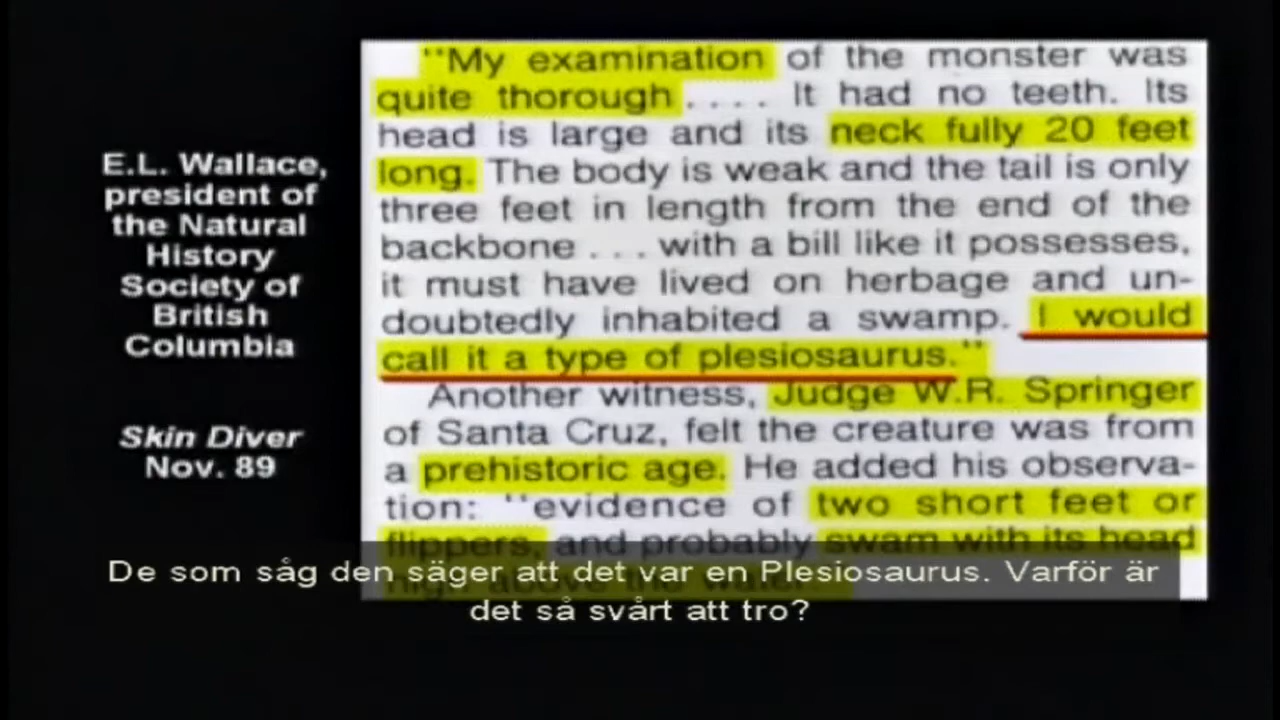 E.L. Wallace,
president of
the Natural
History
Society of
British
Columbia
Skin Diver
Nov. 89
"My examination of the monster was
quite thorough . . . . It had no teeth. Its
head is large and its neck fully 20 feet
long. The body is weak and the tail is only
three feet in length from the end of the
backbone . . . with a bill like it possesses,
it must have lived on herbage and un-
doubtedly inhabited a swamp. I would
call it a type of plesiosaurus."
Another witness, Judge W.R. Springer
of Santa Cruz, felt the creature was from
a prehistoric age. He added his observa-
tion: "evidence of two short feet or
flippers, and probably swam with its head
high above the
De som såg den säger att det var en Plesiosaurus. Varför är
det så svårt att tro?